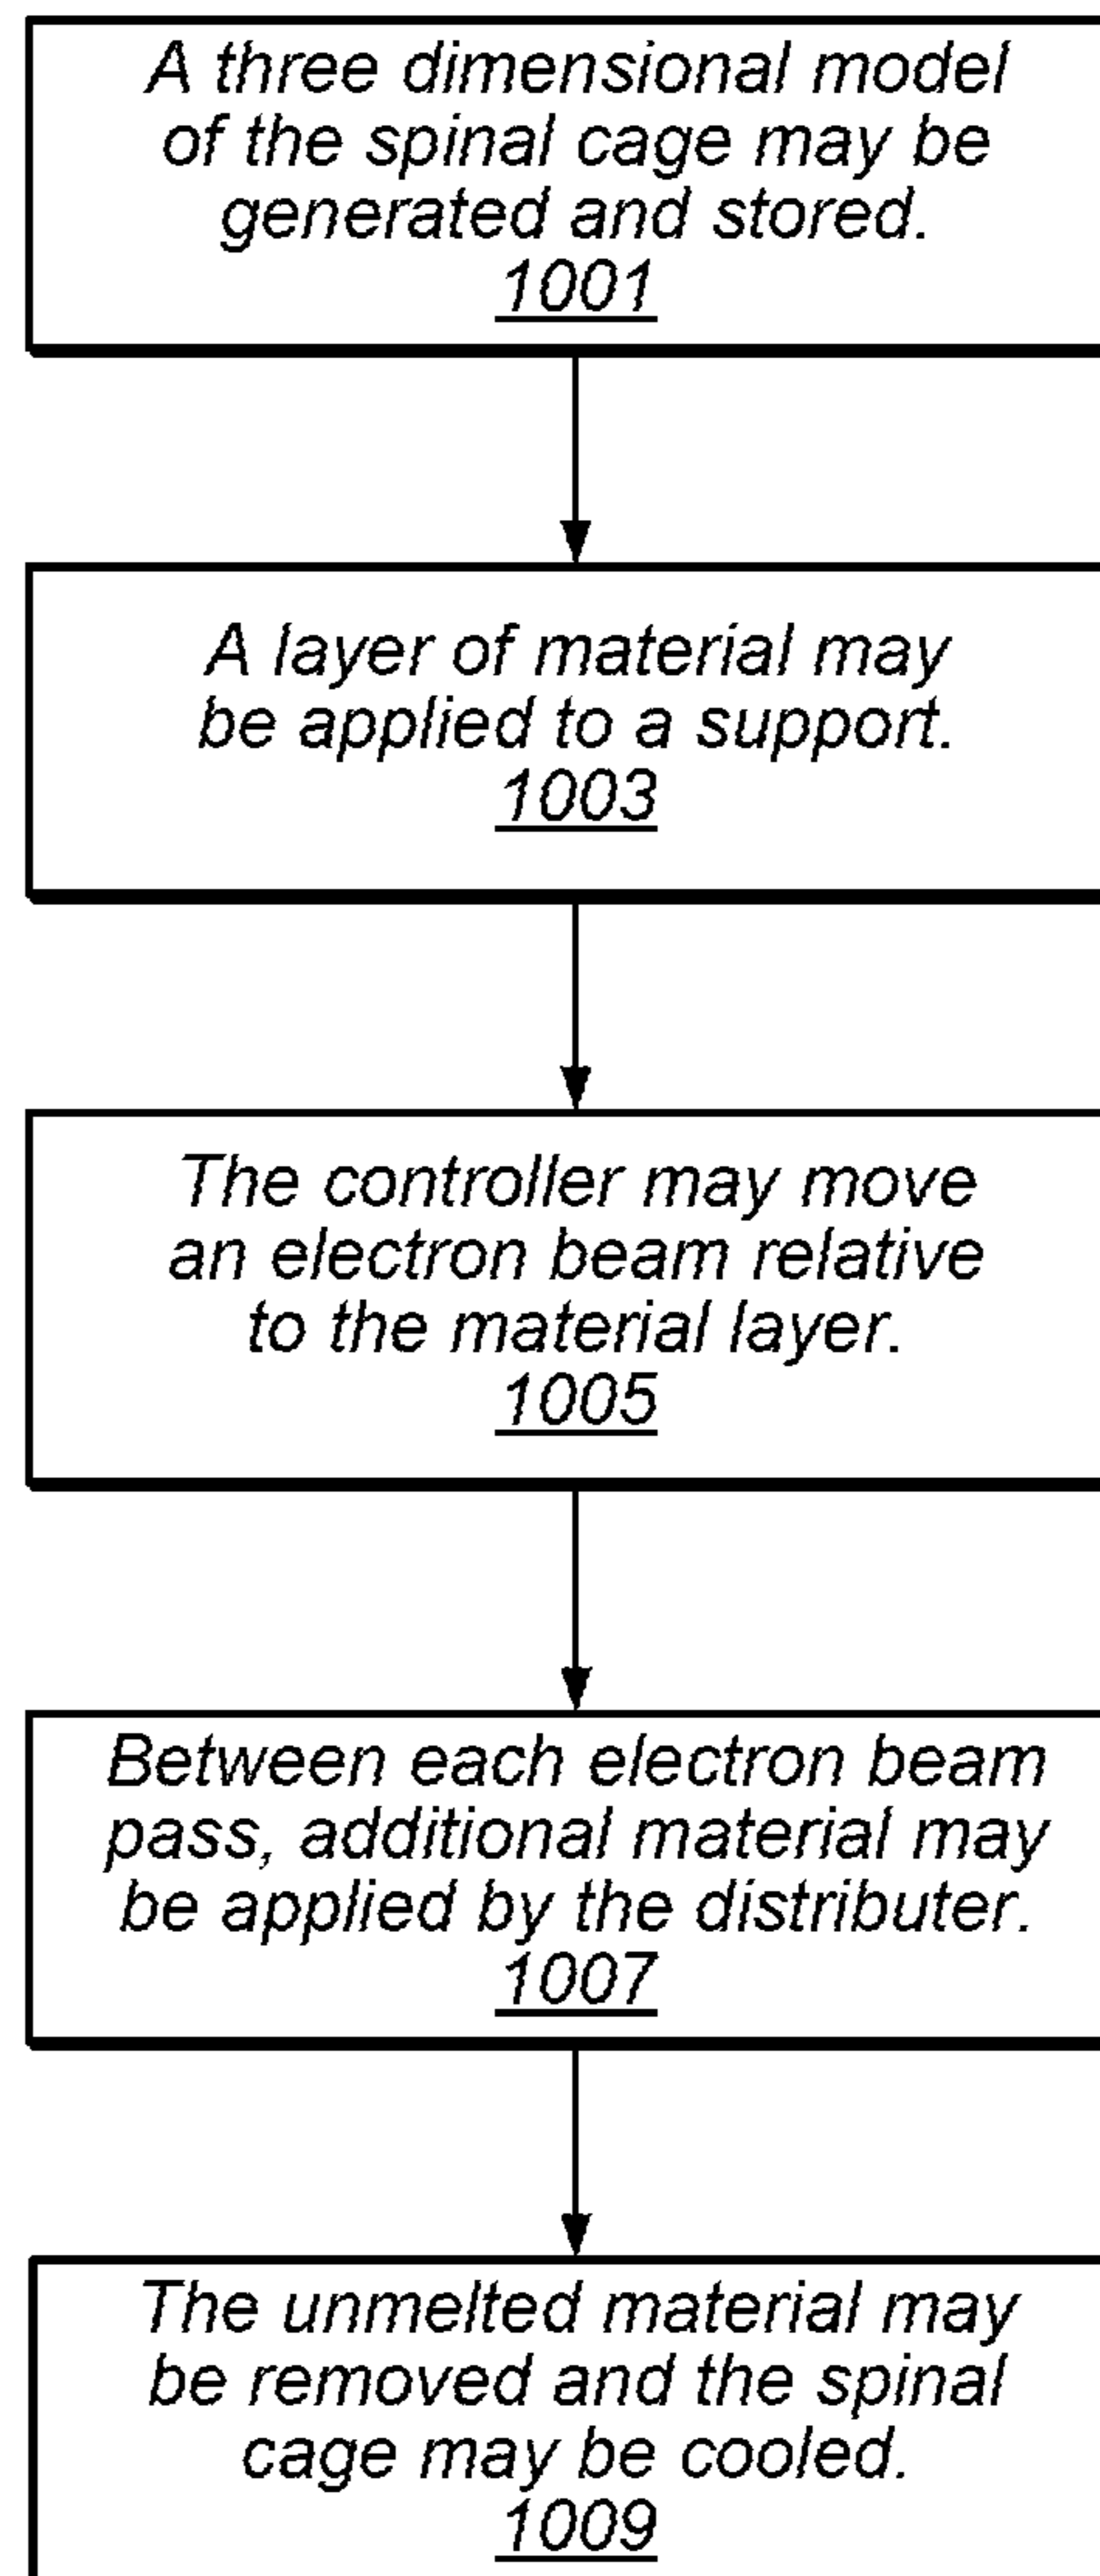 A three dimensional model
of the spinal cage may be
generated and stored.
1001
A layer of material may
be applied to a support.
1003
The controller may move
an electron beam relative
to the material layer.
1005
Between each electron beam
pass, additional material may
be applied by the distributer.
1007
The unmelted material may
be removed and the spinal
cage may be cooled.
1009